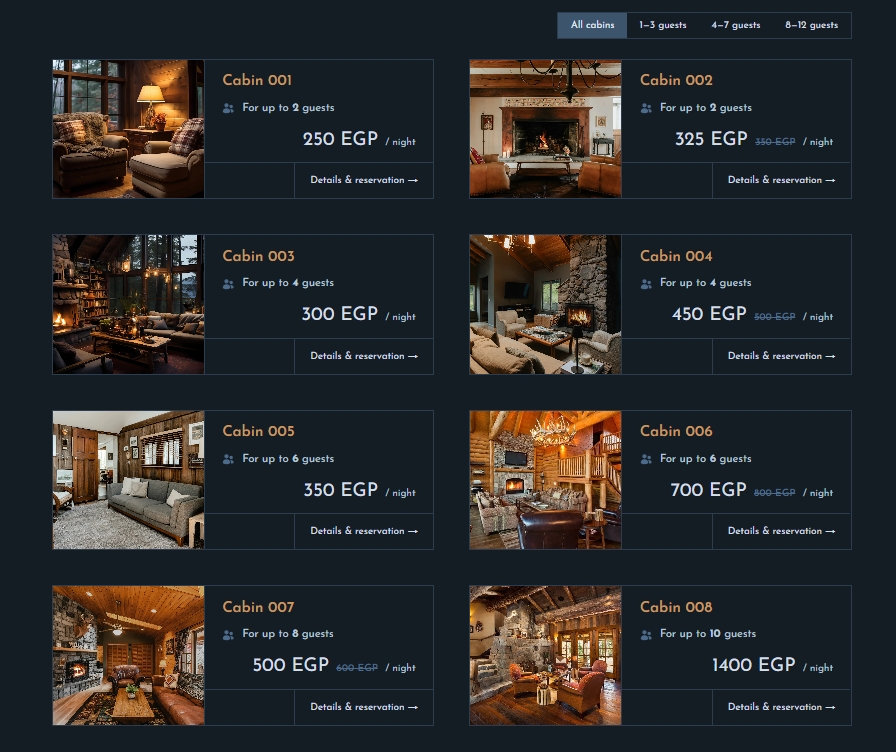 All cabins 1–3 guests 4–7 guests 8–12 guests
Cabin 001
For up to 2 guests
250 EGP / night
Details & reservation →
Cabin 002
For up to 2 guests
325 EGP 350 EGP / night
Details & reservation →
Cabin 003
For up to 4 guests
300 EGP / night
Details & reservation →
Cabin 004
For up to 4 guests
450 EGP 500 EGP / night
Details & reservation →
Cabin 005
For up to 6 guests
350 EGP / night
Details & reservation →
Cabin 006
For up to 6 guests
700 EGP 800 EGP / night
Details & reservation →
Cabin 007
For up to 8 guests
500 EGP 600 EGP / night
Details & reservation →
Cabin 008
For up to 10 guests
1400 EGP / night
Details & reservation →